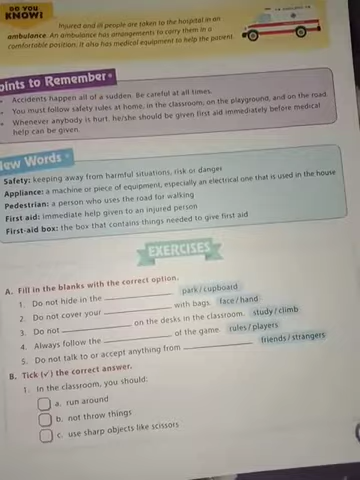 DO YOU
KNOW!
Injured and ill people are taken to the hospital in an
ambulance. An ambulance has arrangements to carry them in a
comfortable position. It also has medical equipment to help the patient.
oints to Remember
Accidents happen all of a sudden. Be careful at all times.
You must follow safety rules at home, in the classroom, on the playground, and on the road.
Whenever anybody is hurt, he/she should be given first aid immediately before medical
help can be given.
New Words
Safety: keeping away from harmful situations, risk or danger
Appliance: a machine or piece of equipment, especially an electrical one that is used in the house
Pedestrian: a person who uses the road for walking
First aid: immediate help given to an injured person
First-aid box: the box that contains things needed to give first aid
EXERCISES
A. Fill in the blanks with the correct option.
1. Do not hide in the ____________ park/cupboard
2. Do not cover your ____________ with bags. face/hand
3. Do not ____________ on the desks in the classroom. study/climb
4. Always follow the ____________ of the game. rules/players
5. Do not talk to or accept anything from ____________ friends/strangers
B. Tick (✓) the correct answer.
1. In the classroom, you should:
a. run around
b. not throw things
c. use sharp objects like scissors